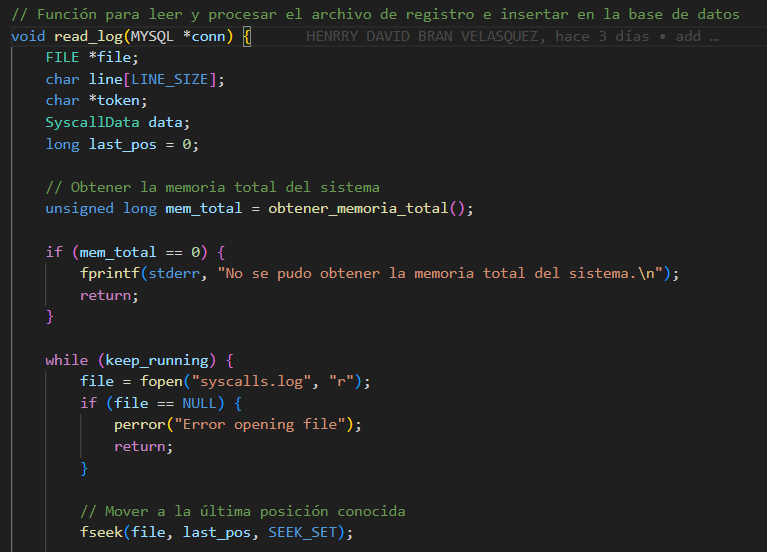 // Función para leer y procesar el archivo de registro e insertar en la base de datos
void read_log(MYSQL *conn) { HENRRY DAVID BRAN VELASQUEZ, hace 3 días • add …
    FILE *file;
    char line[LINE_SIZE];
    char *token;
    SyscallData data;
    long last_pos = 0;

    // Obtener la memoria total del sistema
    unsigned long mem_total = obtener_memoria_total();

    if (mem_total == 0) {
        fprintf(stderr, "No se pudo obtener la memoria total del sistema.\n");
        return;
    }

    while (keep_running) {
        file = fopen("syscalls.log", "r");
        if (file == NULL) {
            perror("Error opening file");
            return;
        }

        // Mover a la última posición conocida
        fseek(file, last_pos, SEEK_SET);